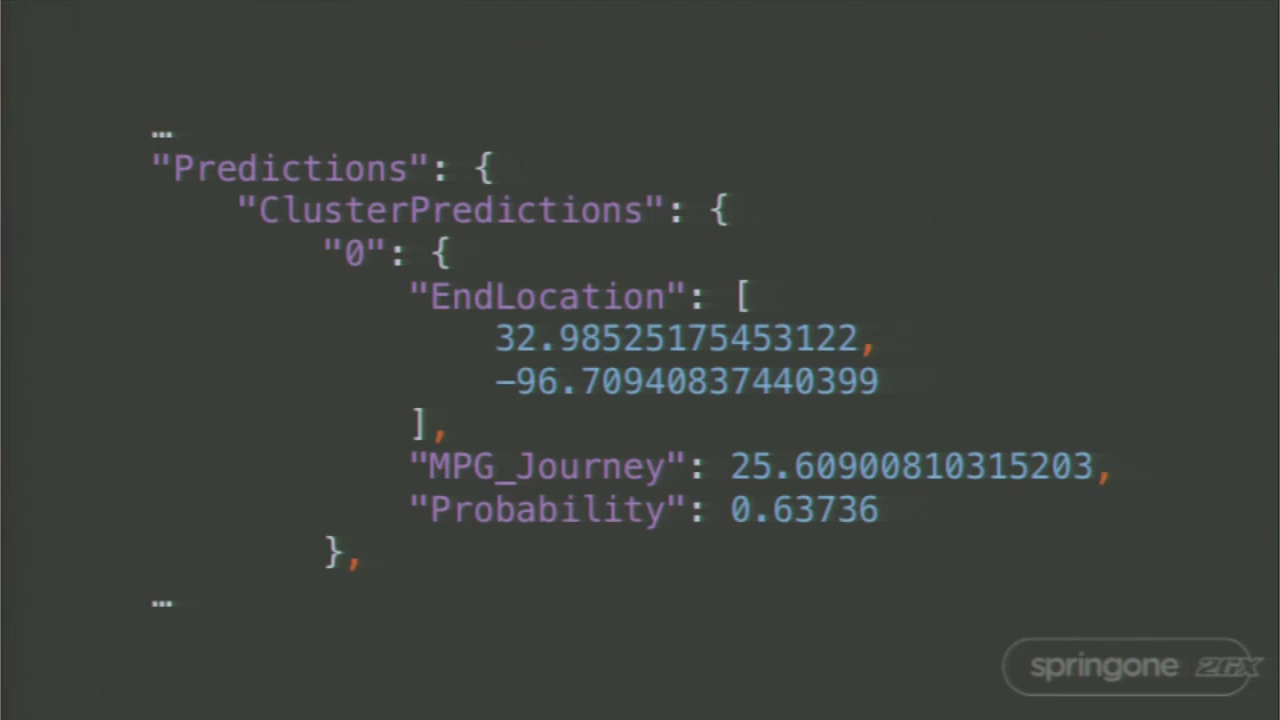 …
"Predictions": {
"ClusterPredictions": {
"0": {
"EndLocation": [
32.98525175453122,
-96.70940837440399
],
"MPG_Journey": 25.60900810315203,
"Probability": 0.63736
},
…
springone 2GX